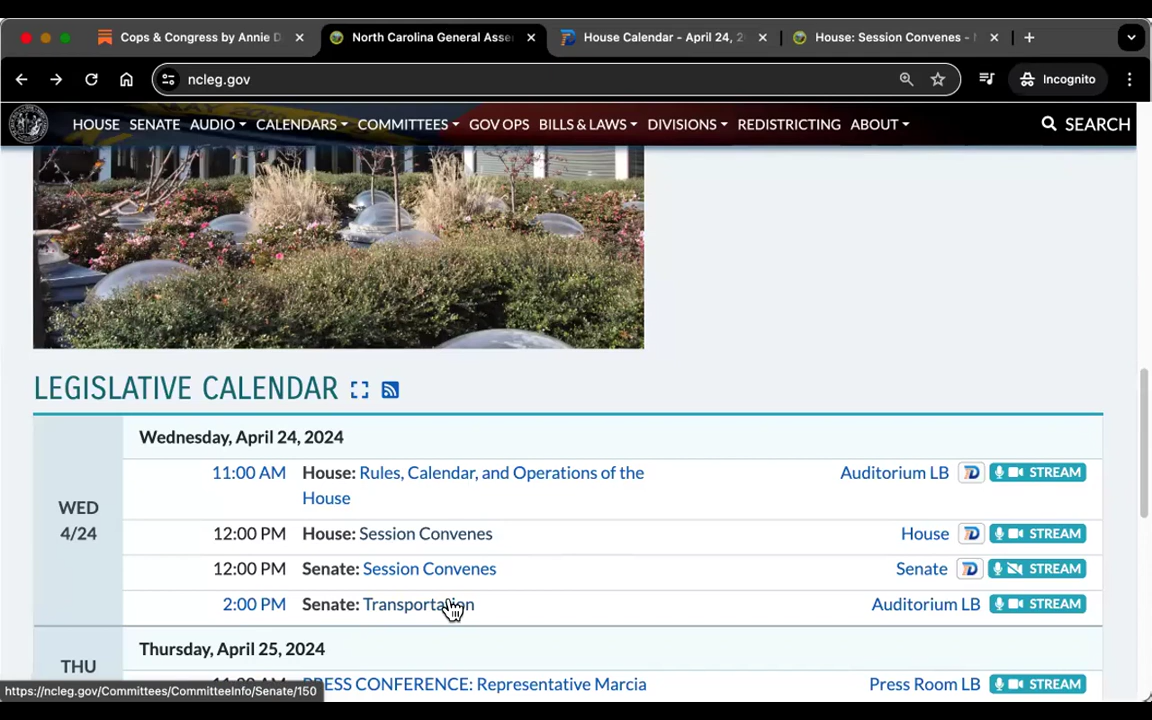 Cops & Congress by Annie D
North Carolina General Asse
House Calendar - April 24, 2
House: Session Convenes -
ncleg.gov
Incognito
HOUSE SENATE AUDIO CALENDARS COMMITTEES GOV OPS BILLS & LAWS DIVISIONS REDISTRICTING ABOUT SEARCH
LEGISLATIVE CALENDAR
WED
4/24
Wednesday, April 24, 2024
11:00 AM House: Rules, Calendar, and Operations of the House Auditorium LB STREAM
12:00 PM House: Session Convenes House STREAM
12:00 PM Senate: Session Convenes Senate STREAM
2:00 PM Senate: Transportation Auditorium LB STREAM
THU
Thursday, April 25, 2024
PRESS CONFERENCE: Representative Marcia Press Room LB STREAM
https://ncleg.gov/Committees/CommitteeInfo/Senate/150